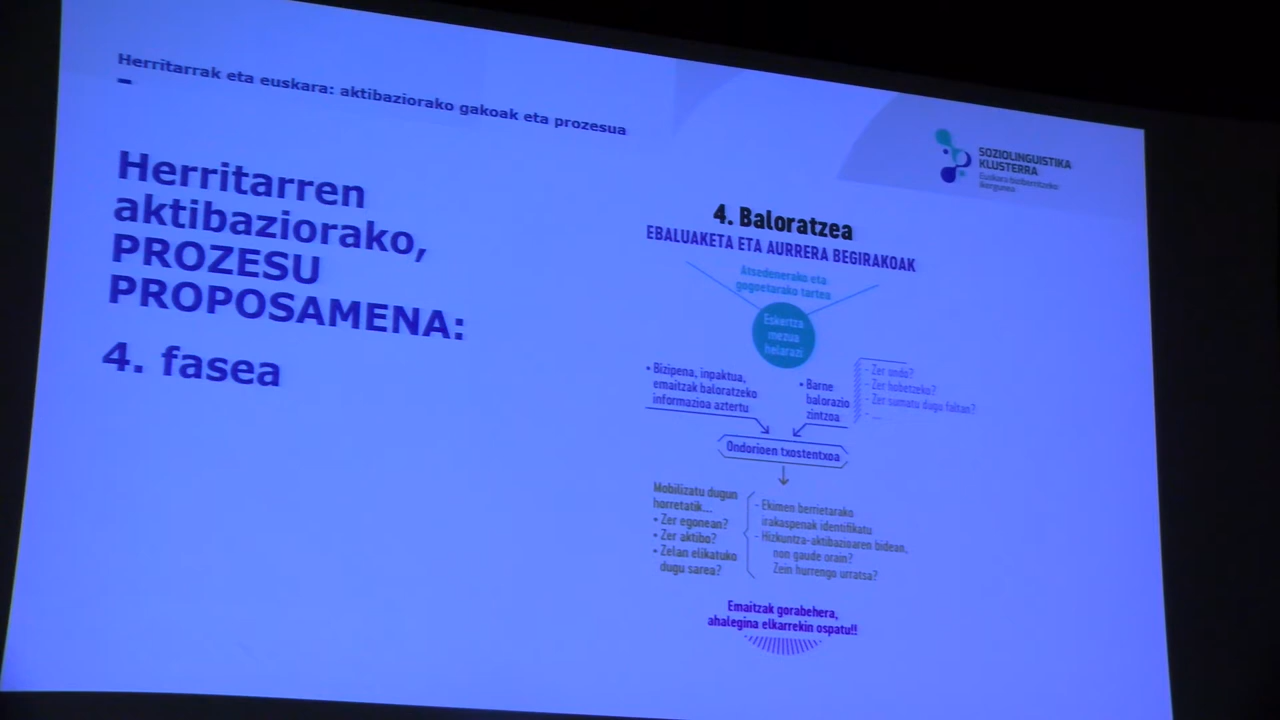 Herritarrak eta euskara: aktibaziorako gakoak eta prozesua
Herritarren
aktibaziorako,
PROZESU
PROPOSAMENA:
4. fasea
SOZIOLINGUISTIKA
KLUSTERRA
Euskara biziberritzeko
ikergunea
4. Baloratzea
EBALUAKETA ETA AURRERA BEGIRAKOAK
Atsedenerako eta
gogoetarako tartea
Eskertza
mezua
helarazi
• Bizipena, inpaktua,
emaitzak baloratzeko
informazioa aztertu
• Barne
balorazio
zintzoa
- Zer ondo?
- Zer hobetzeko?
- Zer sumatu dugu faltan?
- ....
Ondorioen txostentxoa
Mobilizatu dugun
horretatik...
• Zer egonean?
• Zer aktibo?
• Zelan elikatuko
dugu sarea?
- Ekimen berrietarako
irakaspenak identifikatu
- Hizkuntza-aktibazioaren bidean,
non gaude orain?
Zein hurrengo urratsa?
Emaitzak gorabehera,
ahalegina elkarrekin ospatu!!